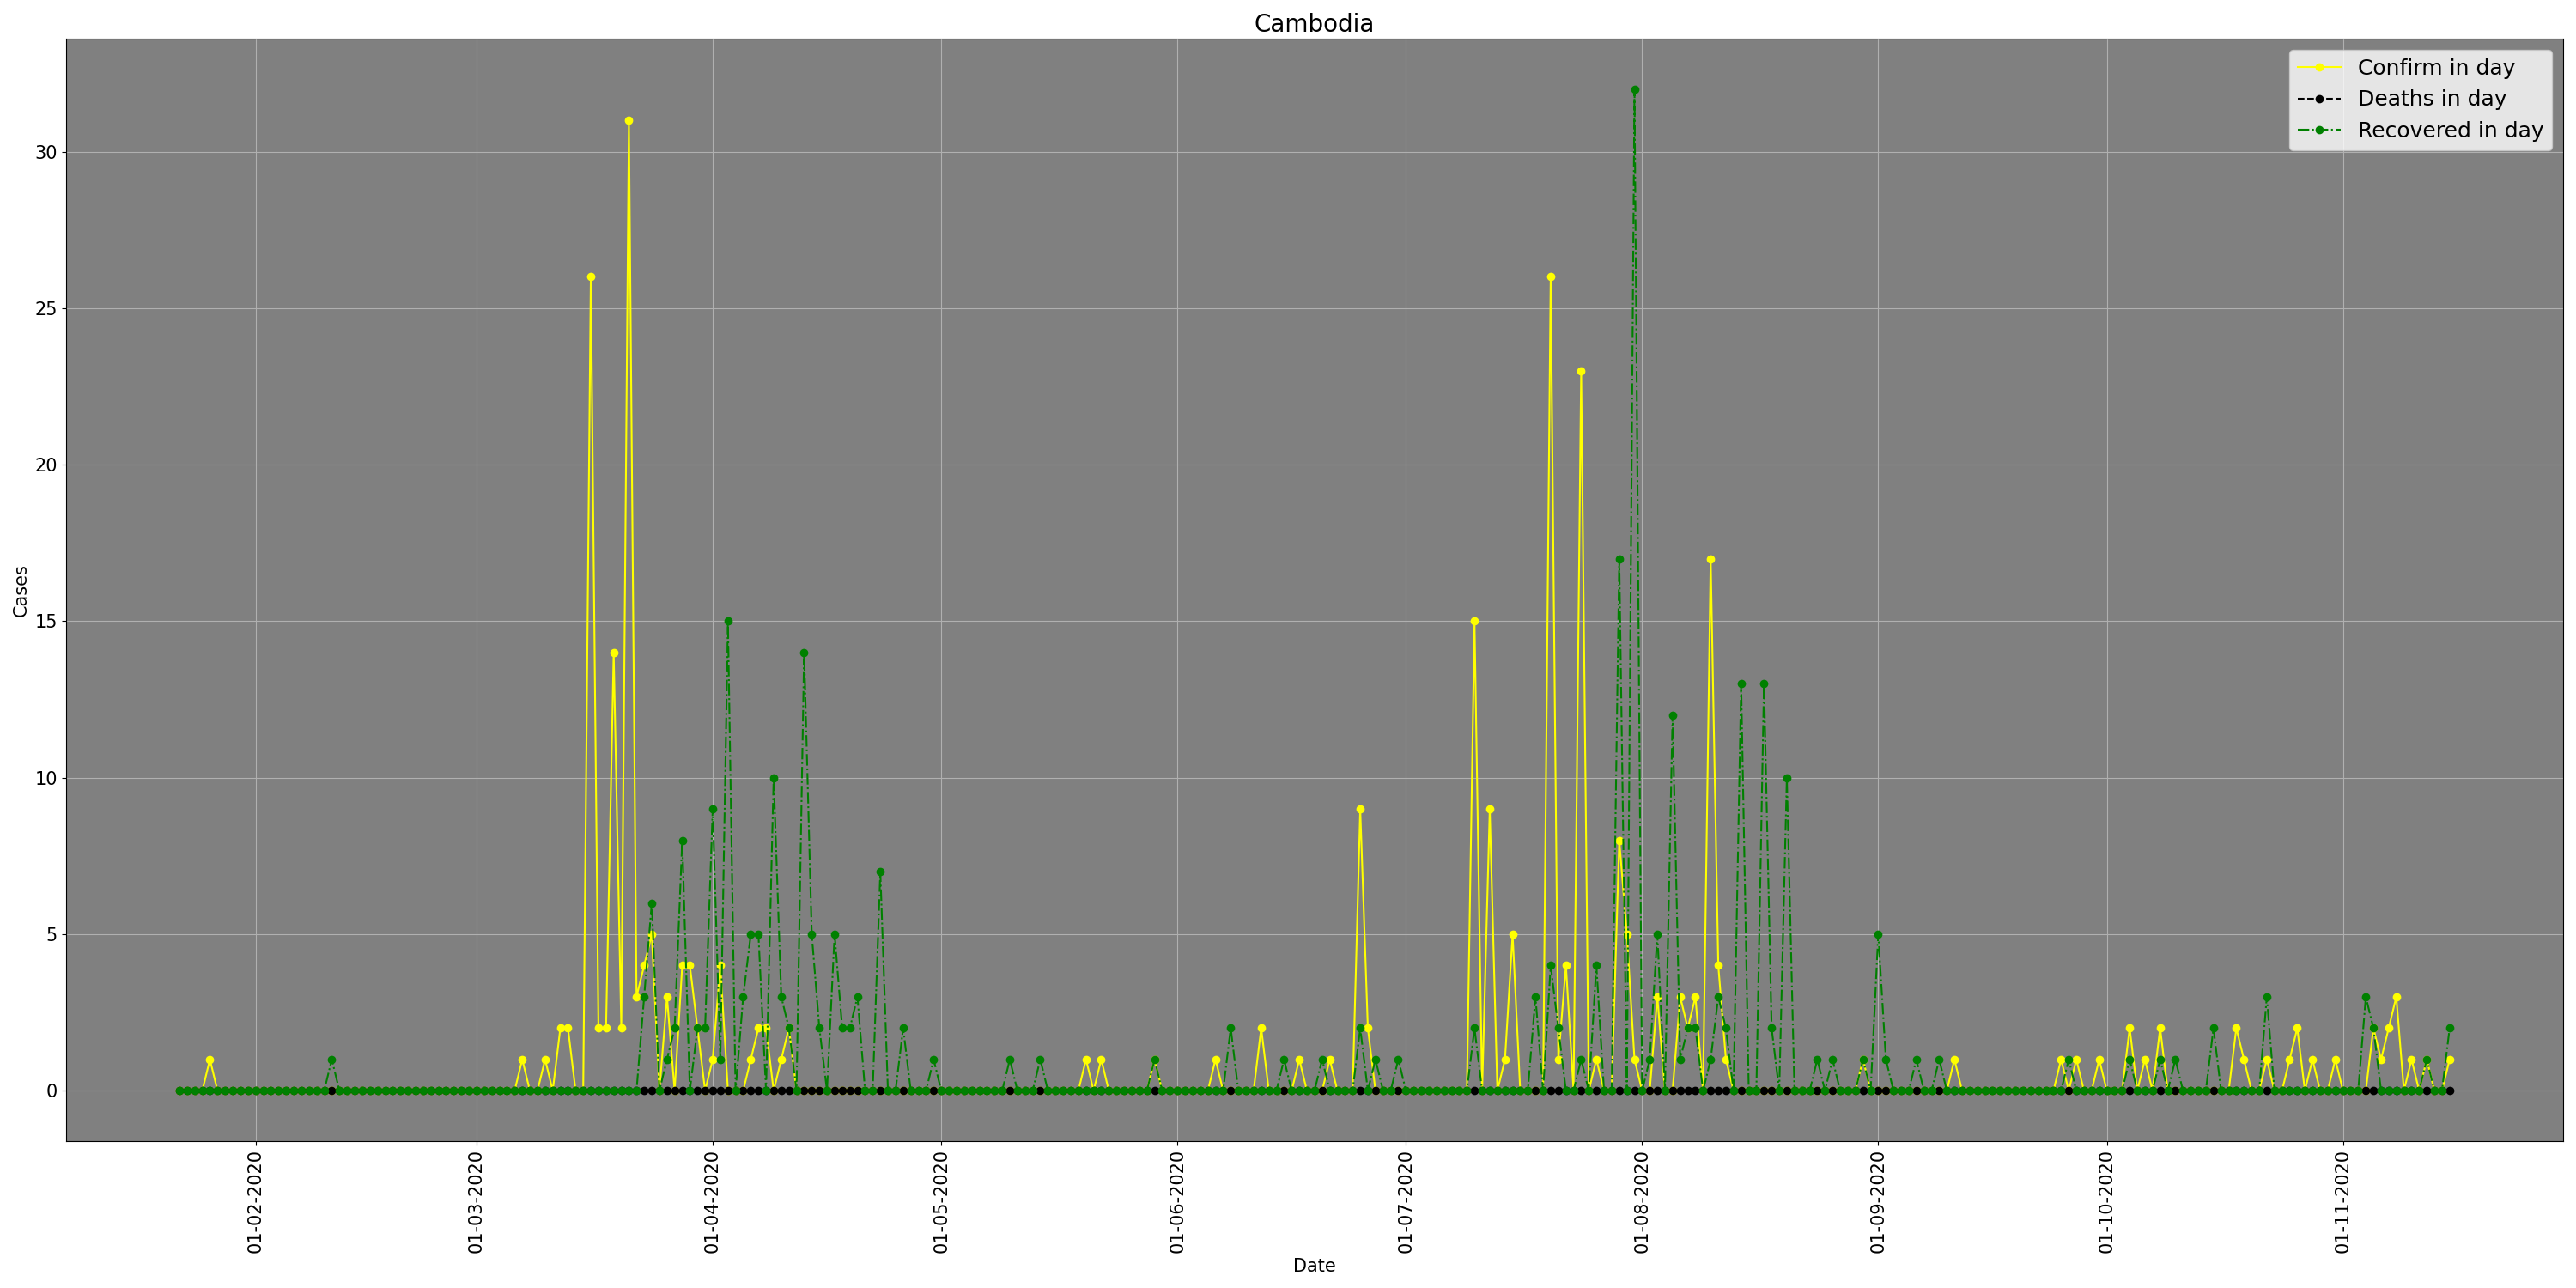 Cambodia
Confirm in day
Deaths in day
Recovered in day
Cases
30
25
20
15
10
5
0
01-02-2020
01-03-2020
01-04-2020
01-05-2020
01-06-2020
01-07-2020
01-08-2020
01-09-2020
01-10-2020
01-11-2020
Date